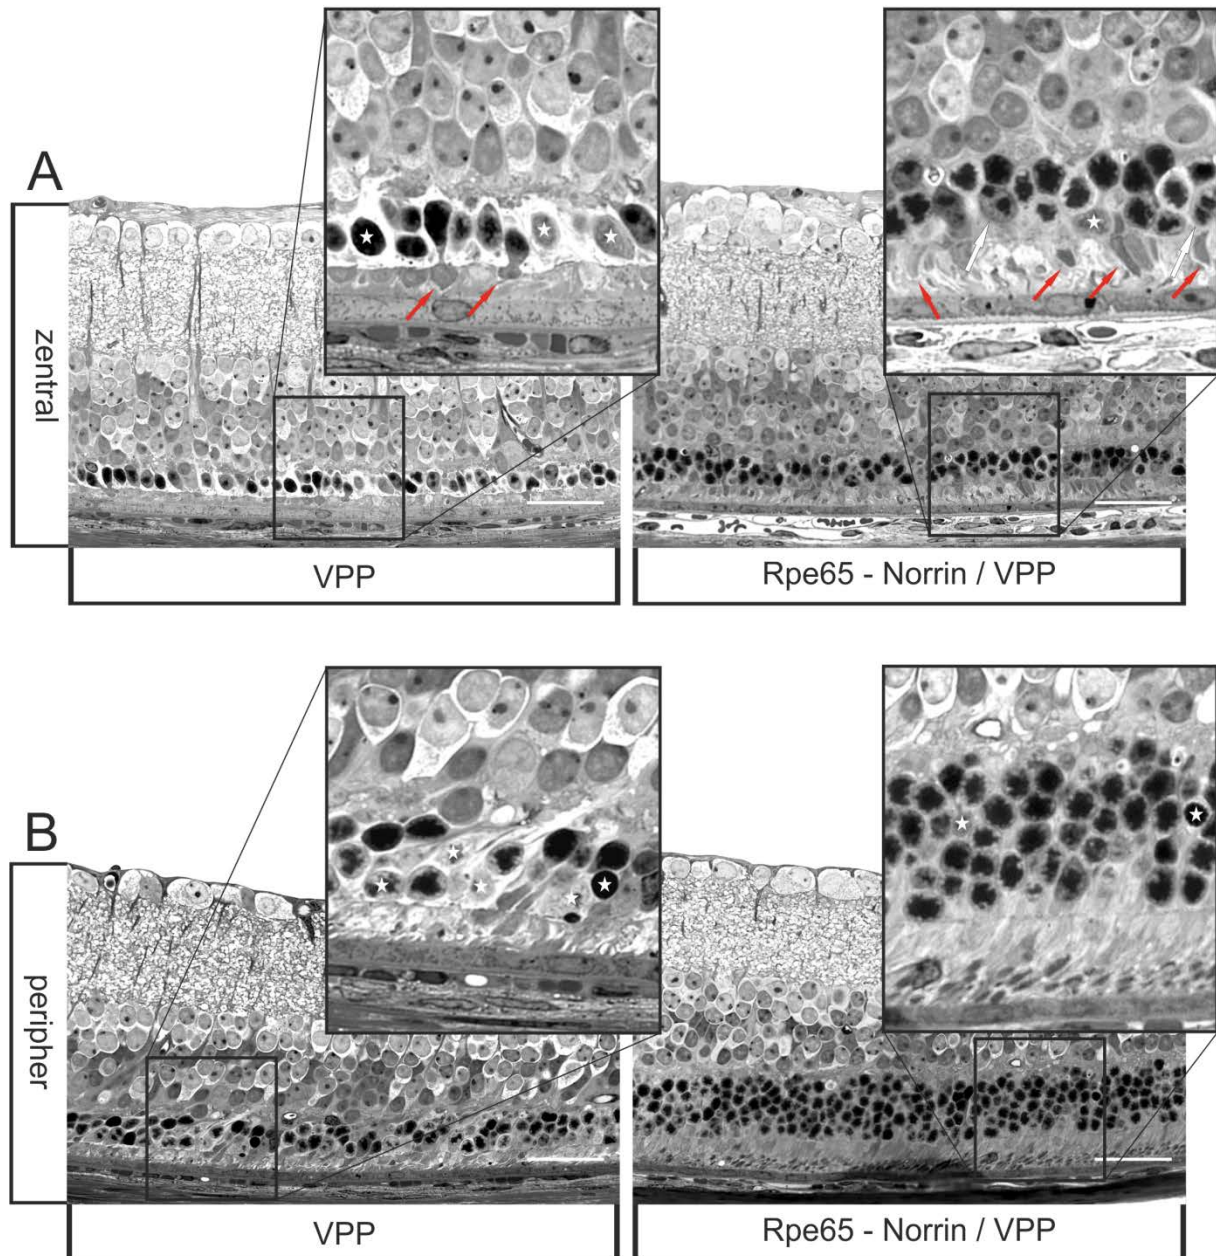 A
zentral
VPP
Rpe65 - Norrin / VPP
B
peripher
VPP
Rpe65 - Norrin / VPP